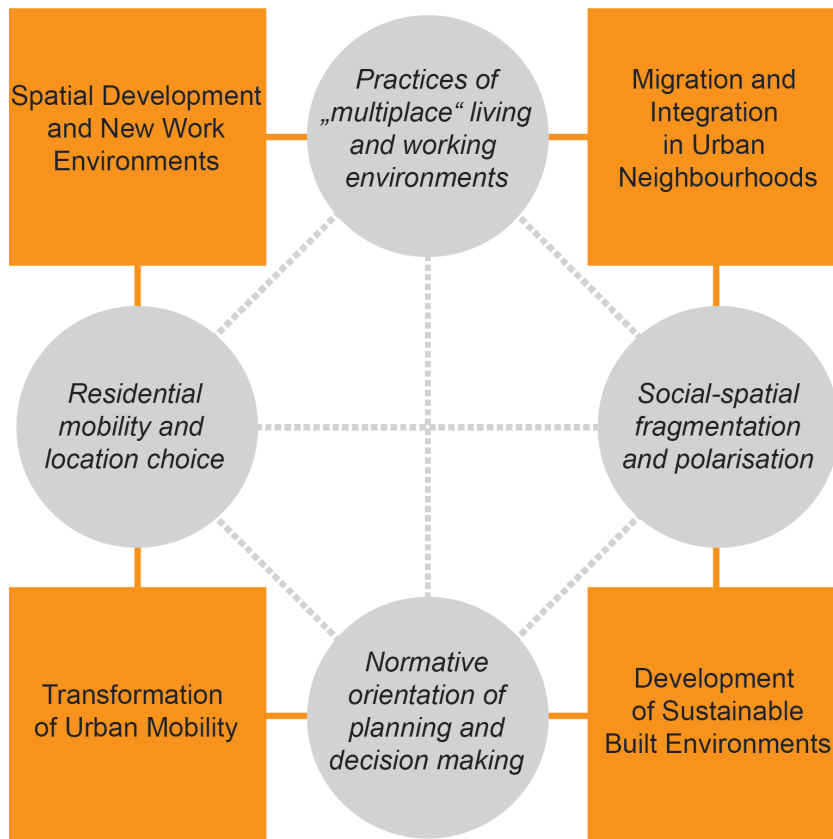 Spatial Development
and New Work
Environments
Practices of
„multiplace“ living
and working
environments
Migration and
Integration
in Urban
Neighbourhoods
Residential
mobility and
location choice
Social-spatial
fragmentation
and polarisation
Transformation
of Urban Mobility
Normative
orientation of
planning and
decision making
Development
of Sustainable
Built Environments